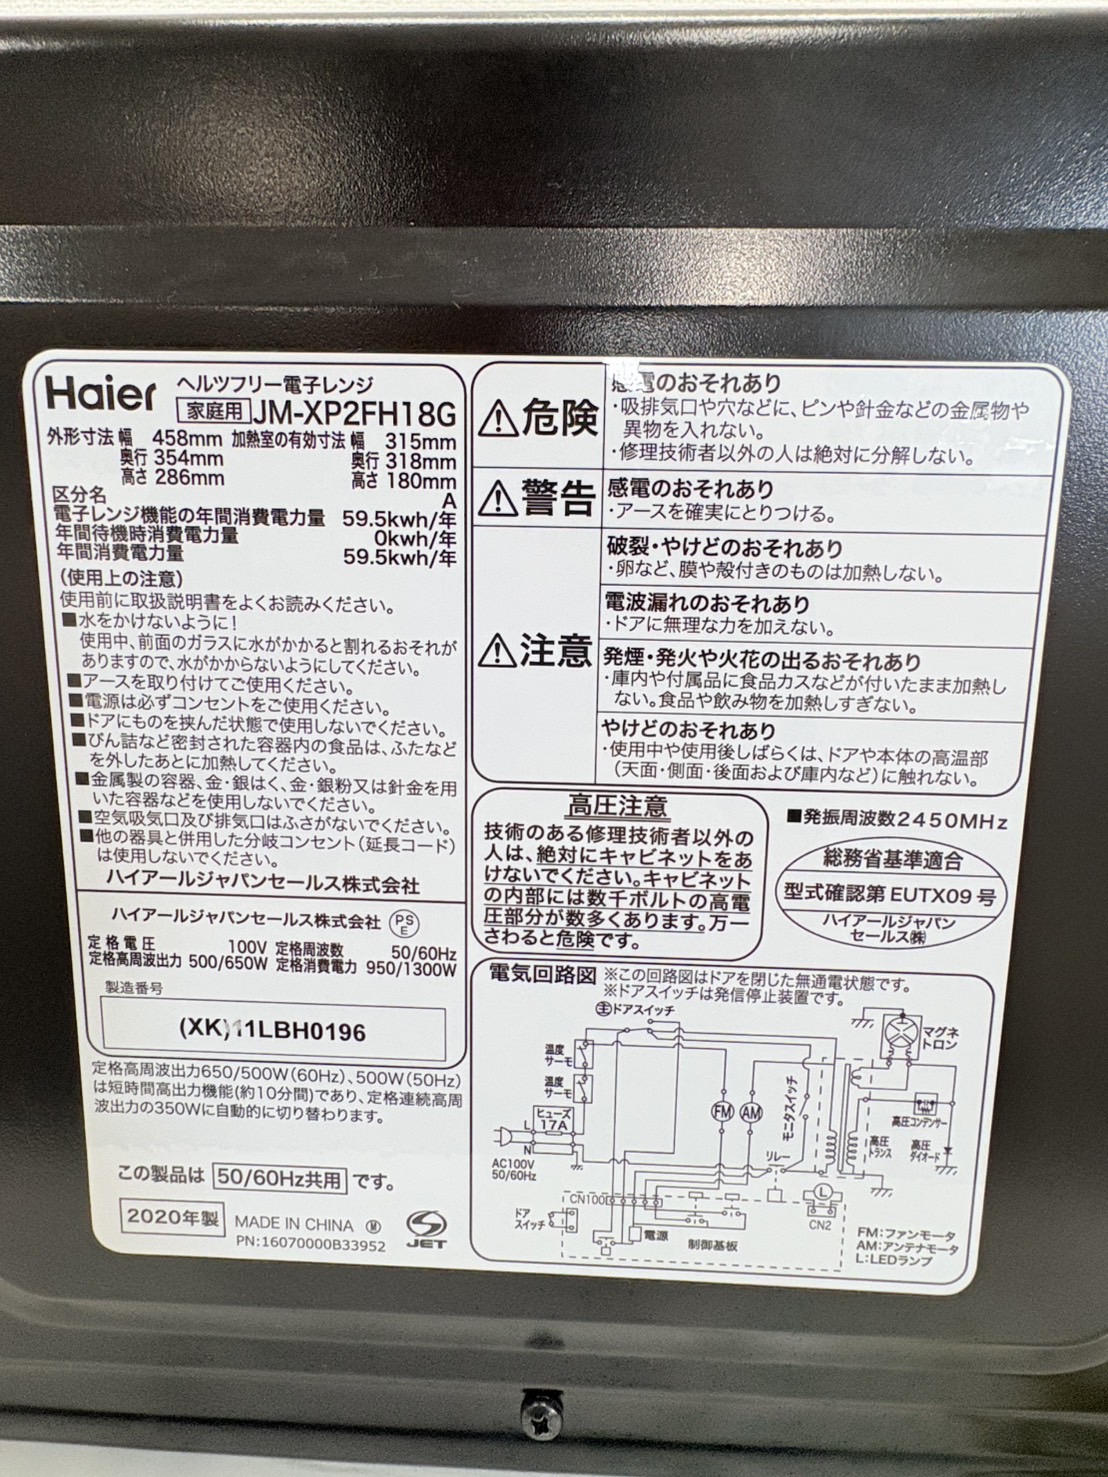 Haier
ヘルツフリー電子レンジ
家庭用 JM-XP2FH18G
外形寸法 幅 458mm 加熱室の有効寸法 幅 315mm
奥行 354mm 奥行 318mm
高さ 286mm 高さ 180mm
区分名 A
電子レンジ機能の年間消費電力量 59.5kwh/年
年間待機時消費電力量 0kwh/年
年間消費電力量 59.5kwh/年
(使用上の注意)
使用前に取扱説明書をよくお読みください。
■水をかけないように!
使用中、前面のガラスに水がかかると割れるおそれが
ありますので、水がかからないようにしてください。
■アースを取り付けてご使用ください。
■電源は必ずコンセントをご使用ください。
■ドアにものを挟んだ状態で使用しないでください。
■びん詰など密封された容器内の食品は、ふたなど
を外したあとに加熱してください。
■金属製の容器、金・銀はく、金・銀粉又は針金を用
いた容器などを使用しないでください。
■空気吸気口及び排気口はふさがないでください。
■他の器具と併用した分岐コンセント(延長コード)
は使用しないでください。
ハイアールジャパンセールス株式会社
ハイアールジャパンセールス株式会社 PSE
定格電圧 100V 定格周波数 50/60Hz
定格高周波出力 500/650W 定格消費電力 950/1300W
製造番号
(XK)11LBH0196
定格高周波出力650/500W(60Hz)、500W(50Hz)
は短時間高出力機能(約10分間)であり、定格連続高周
波出力の350Wに自動的に切り替わります。
この製品は 50/60Hz共用 です。
2020年製 MADE IN CHINA Ⓜ JET
PN:16070000B33952
⚠危険
感電のおそれあり
・吸排気口や穴などに、ピンや針金などの金属物や
異物を入れない。
・修理技術者以外の人は絶対に分解しない。
⚠警告
感電のおそれあり
・アースを確実にとりつける。
⚠注意
破裂・やけどのおそれあり
・卵など、膜や殻付きのものは加熱しない。
電波漏れのおそれあり
・ドアに無理な力を加えない。
発煙・発火や火花の出るおそれあり
・庫内や付属品に食品カスなどが付いたまま加熱し
ない。食品や飲み物を加熱しすぎない。
やけどのおそれあり
・使用中や使用後しばらくは、ドアや本体の高温部
(天面・側面・後面および庫内など)に触れない。
高圧注意
技術のある修理技術者以外の
人は、絶対にキャビネットをあ
けないでください。キャビネット
の内部には数千ボルトの高電
圧部分が数多くあります。万一
さわると危険です。
■発振周波数2450MHz
総務省基準適合
型式確認第 EUTX09 号
ハイアールジャパン
セールス㈱
電気回路図 ※この回路図はドアを閉じた無通電状態です。
※ドアスイッチは発信停止装置です。
主ドアスイッチ
マグネ
トロン
温度
サーモ
温度
サーモ
ヒューズ
17A
L
N
AC100V
50/60Hz
FM
AM
モニタスイッチ
リレー
高圧コンデンサー
高圧
トランス
高圧
ダイオード
CN100
L
CN2
ドア
スイッチ
電源
制御基板
FM:ファンモータ
AM:アンテナモータ
L:LEDランプ